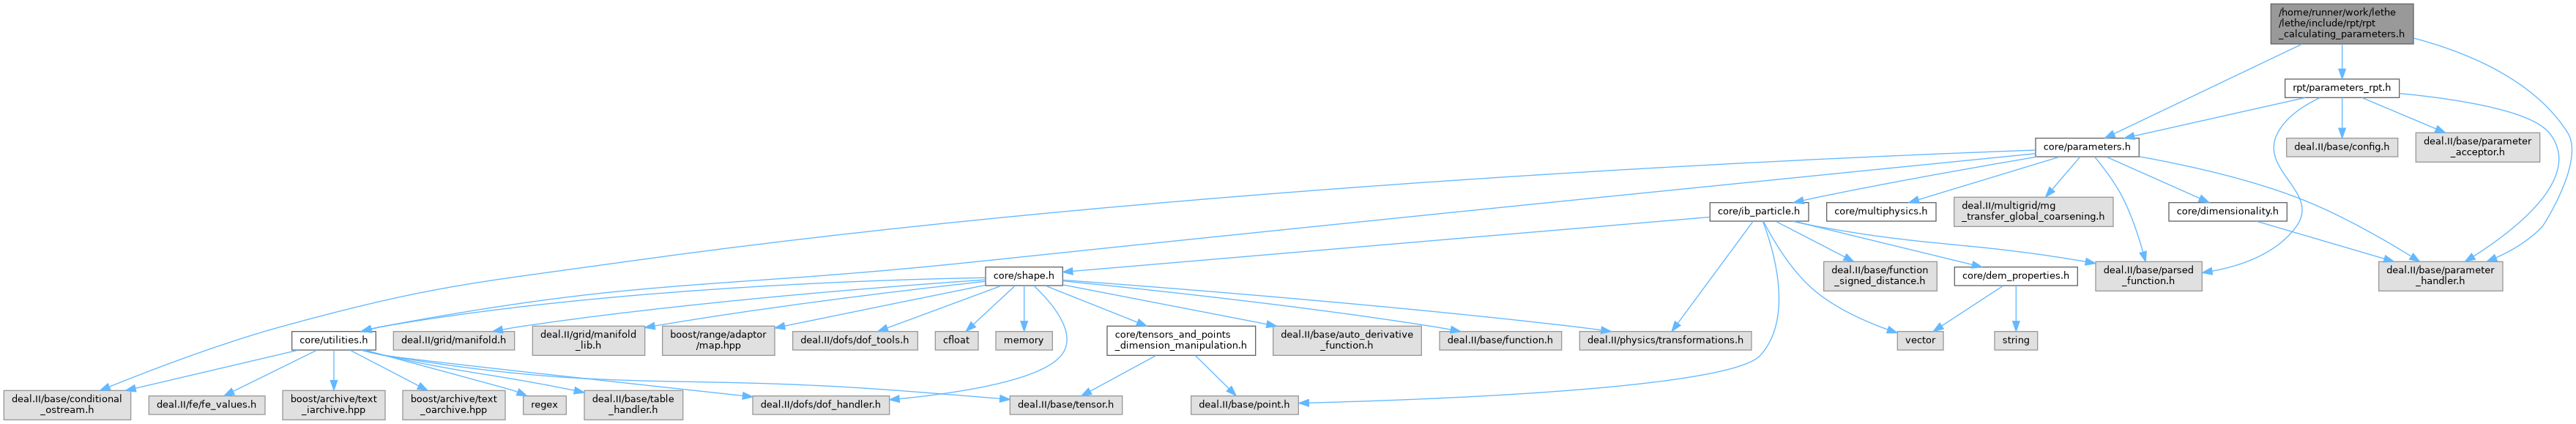 /home/runner/work/lethe
/lethe/include/rpt/rpt
_calculating_parameters.h
rpt/parameters_rpt.h
core/parameters.h
deal.II/base/config.h
deal.II/base/parameter
_acceptor.h
core/ib_particle.h
core/multiphysics.h
deal.II/multigrid/mg
_transfer_global_coarsening.h
core/dimensionality.h
core/shape.h
deal.II/base/function
_signed_distance.h
core/dem_properties.h
deal.II/base/parsed
_function.h
deal.II/base/parameter
_handler.h
core/utilities.h
deal.II/grid/manifold.h
deal.II/grid/manifold
_lib.h
boost/range/adaptor
/map.hpp
deal.II/dofs/dof_tools.h
cfloat
memory
core/tensors_and_points
_dimension_manipulation.h
deal.II/base/auto_derivative
_function.h
deal.II/base/function.h
deal.II/physics/transformations.h
vector
string
deal.II/base/conditional
_ostream.h
deal.II/fe/fe_values.h
boost/archive/text
_iarchive.hpp
boost/archive/text
_oarchive.hpp
regex
deal.II/base/table
_handler.h
deal.II/dofs/dof_handler.h
deal.II/base/tensor.h
deal.II/base/point.h